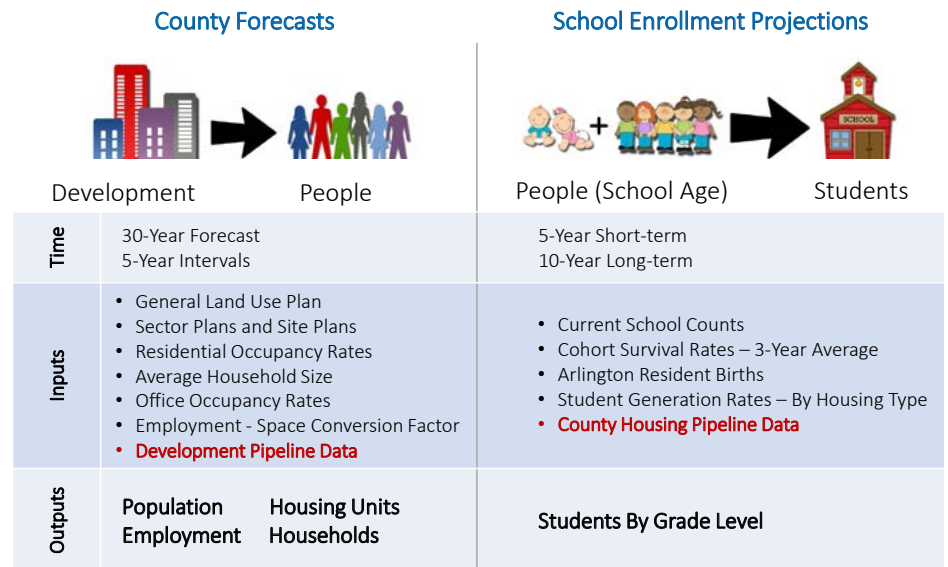 County Forecasts
School Enrollment Projections
SCHOOL
Development
People
People (School Age)
Students
Time
30-Year Forecast
5-Year Intervals
5-Year Short-term
10-Year Long-term
Inputs
• General Land Use Plan
• Sector Plans and Site Plans
• Residential Occupancy Rates
• Average Household Size
• Office Occupancy Rates
• Employment - Space Conversion Factor
• Development Pipeline Data
• Current School Counts
• Cohort Survival Rates – 3-Year Average
• Arlington Resident Births
• Student Generation Rates – By Housing Type
• County Housing Pipeline Data
Outputs
Population Housing Units
Employment Households
Students By Grade Level